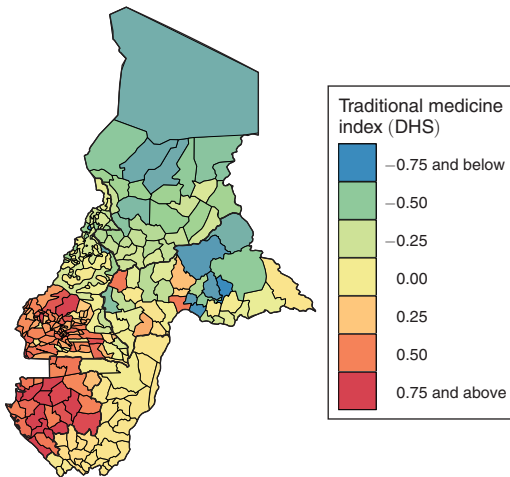 Traditional medicine
index (DHS)
−0.75 and below
−0.50
−0.25
0.00
0.25
0.50
0.75 and above